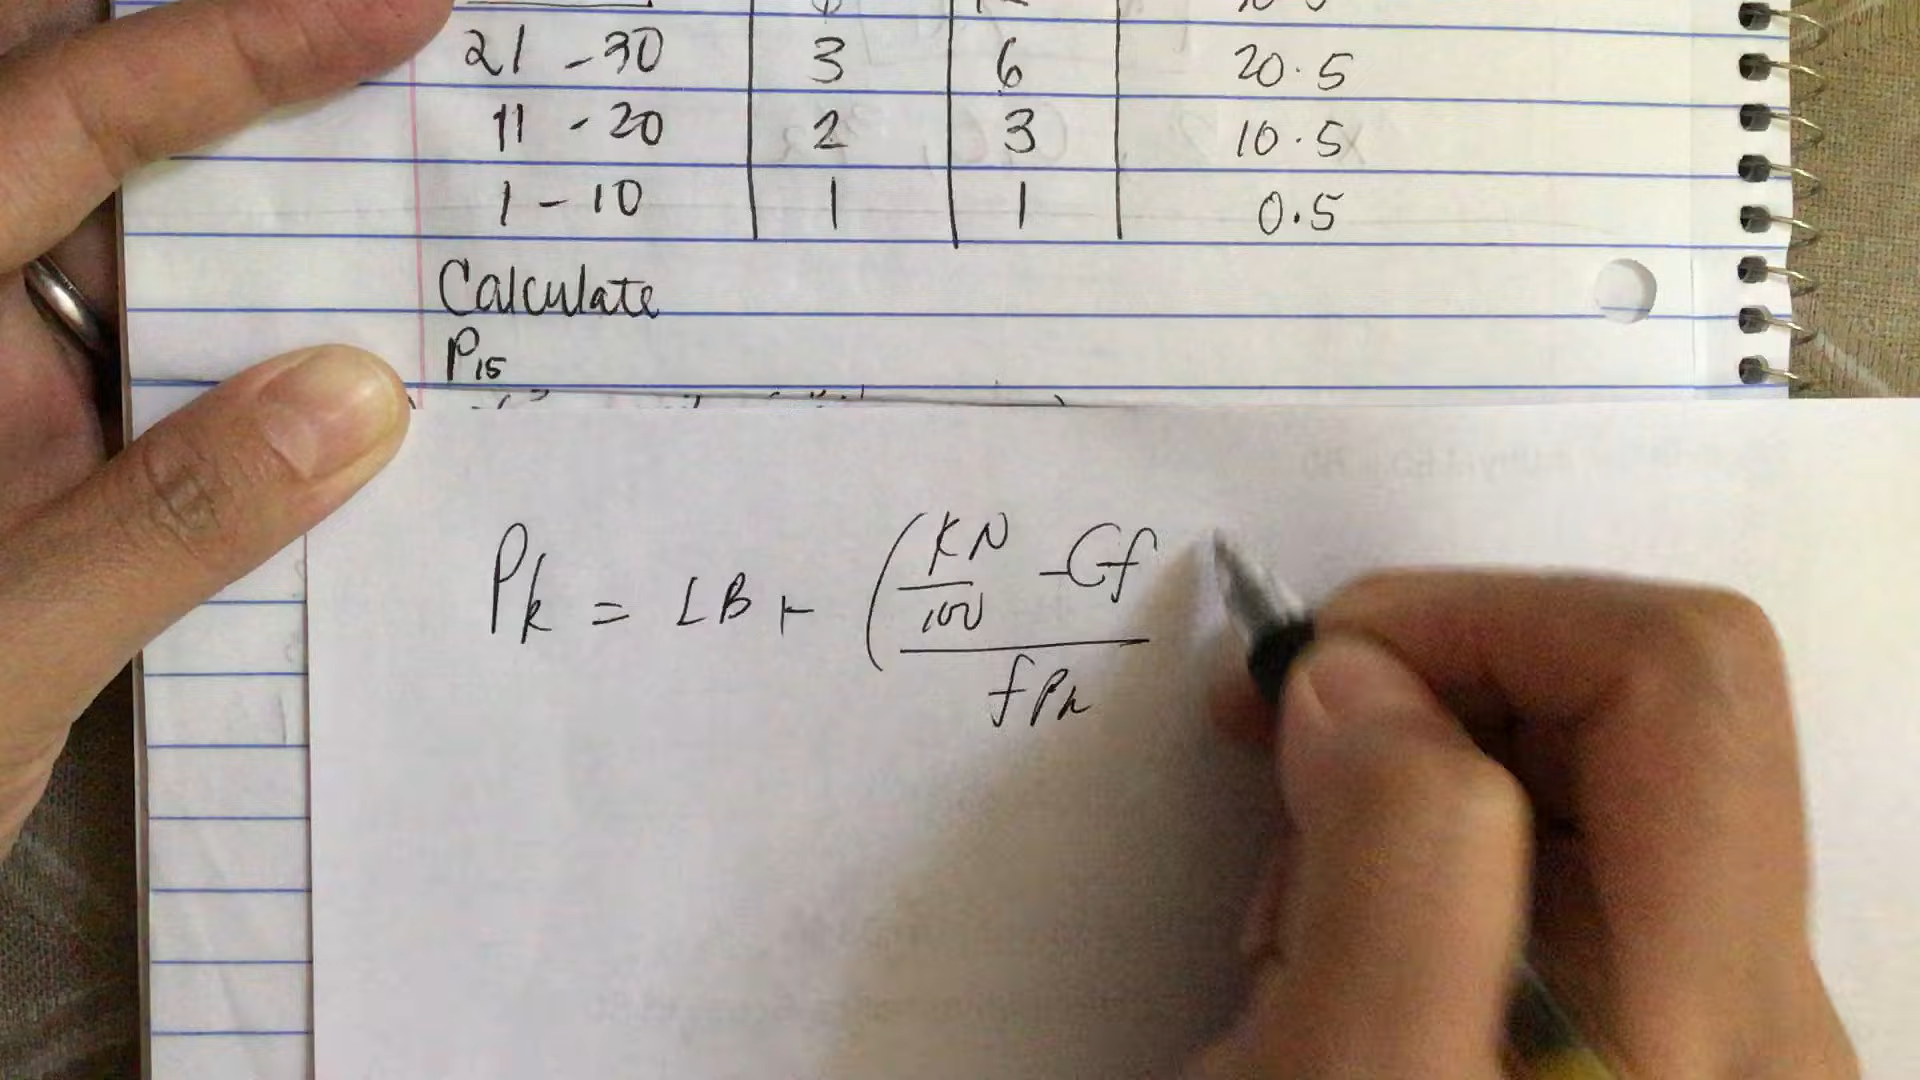 21 - 30 3 6 20.5
11 - 20 2 3 10.5
1 - 10 1 1 0.5
Calculate
P15
Pk = LB + (KN/100 - Cf
fPk